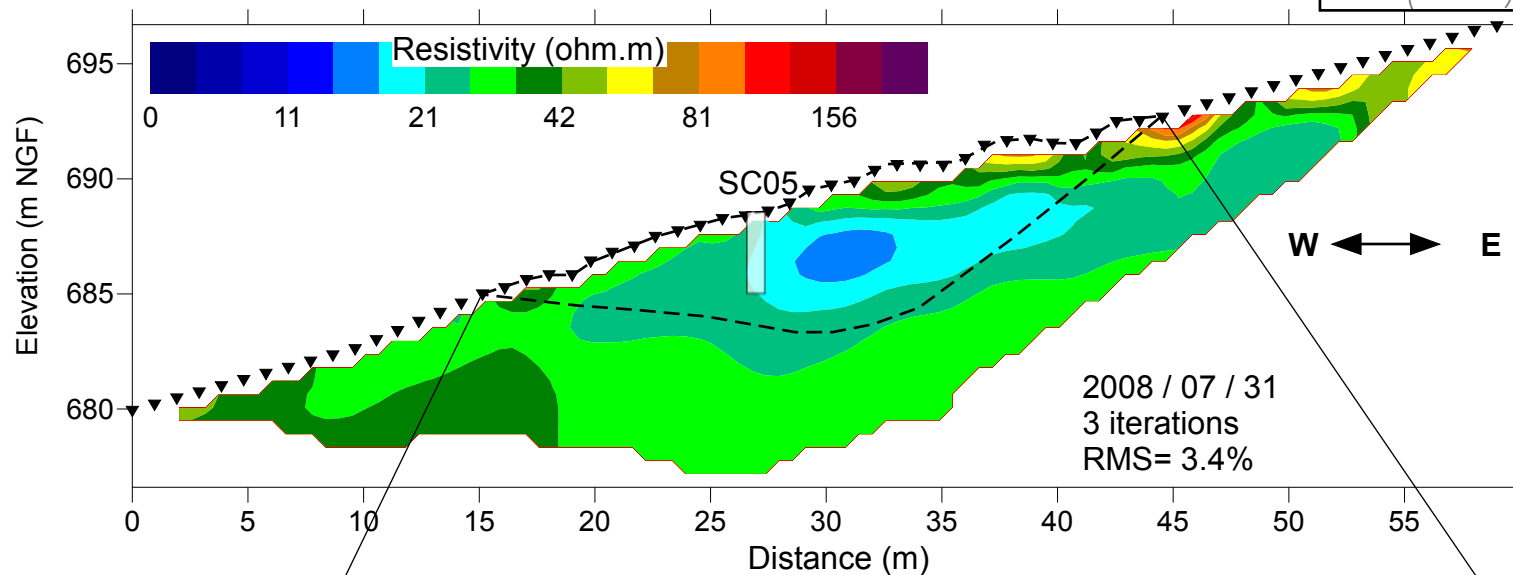 Resistivity (ohm.m)
0 11 21 42 81 156
Elevation (m NGF)
695
690
685
680
SC05
W E
2008 / 07 / 31
3 iterations
RMS= 3.4%
0 5 10 15 20 25 30 35 40 45 50 55
Distance (m)